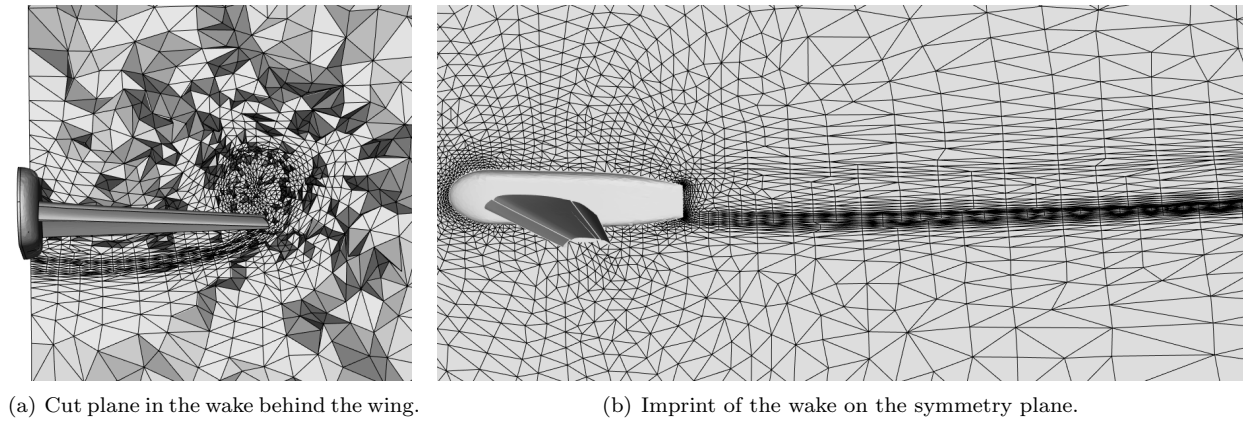 (a) Cut plane in the wake behind the wing.
(b) Imprint of the wake on the symmetry plane.